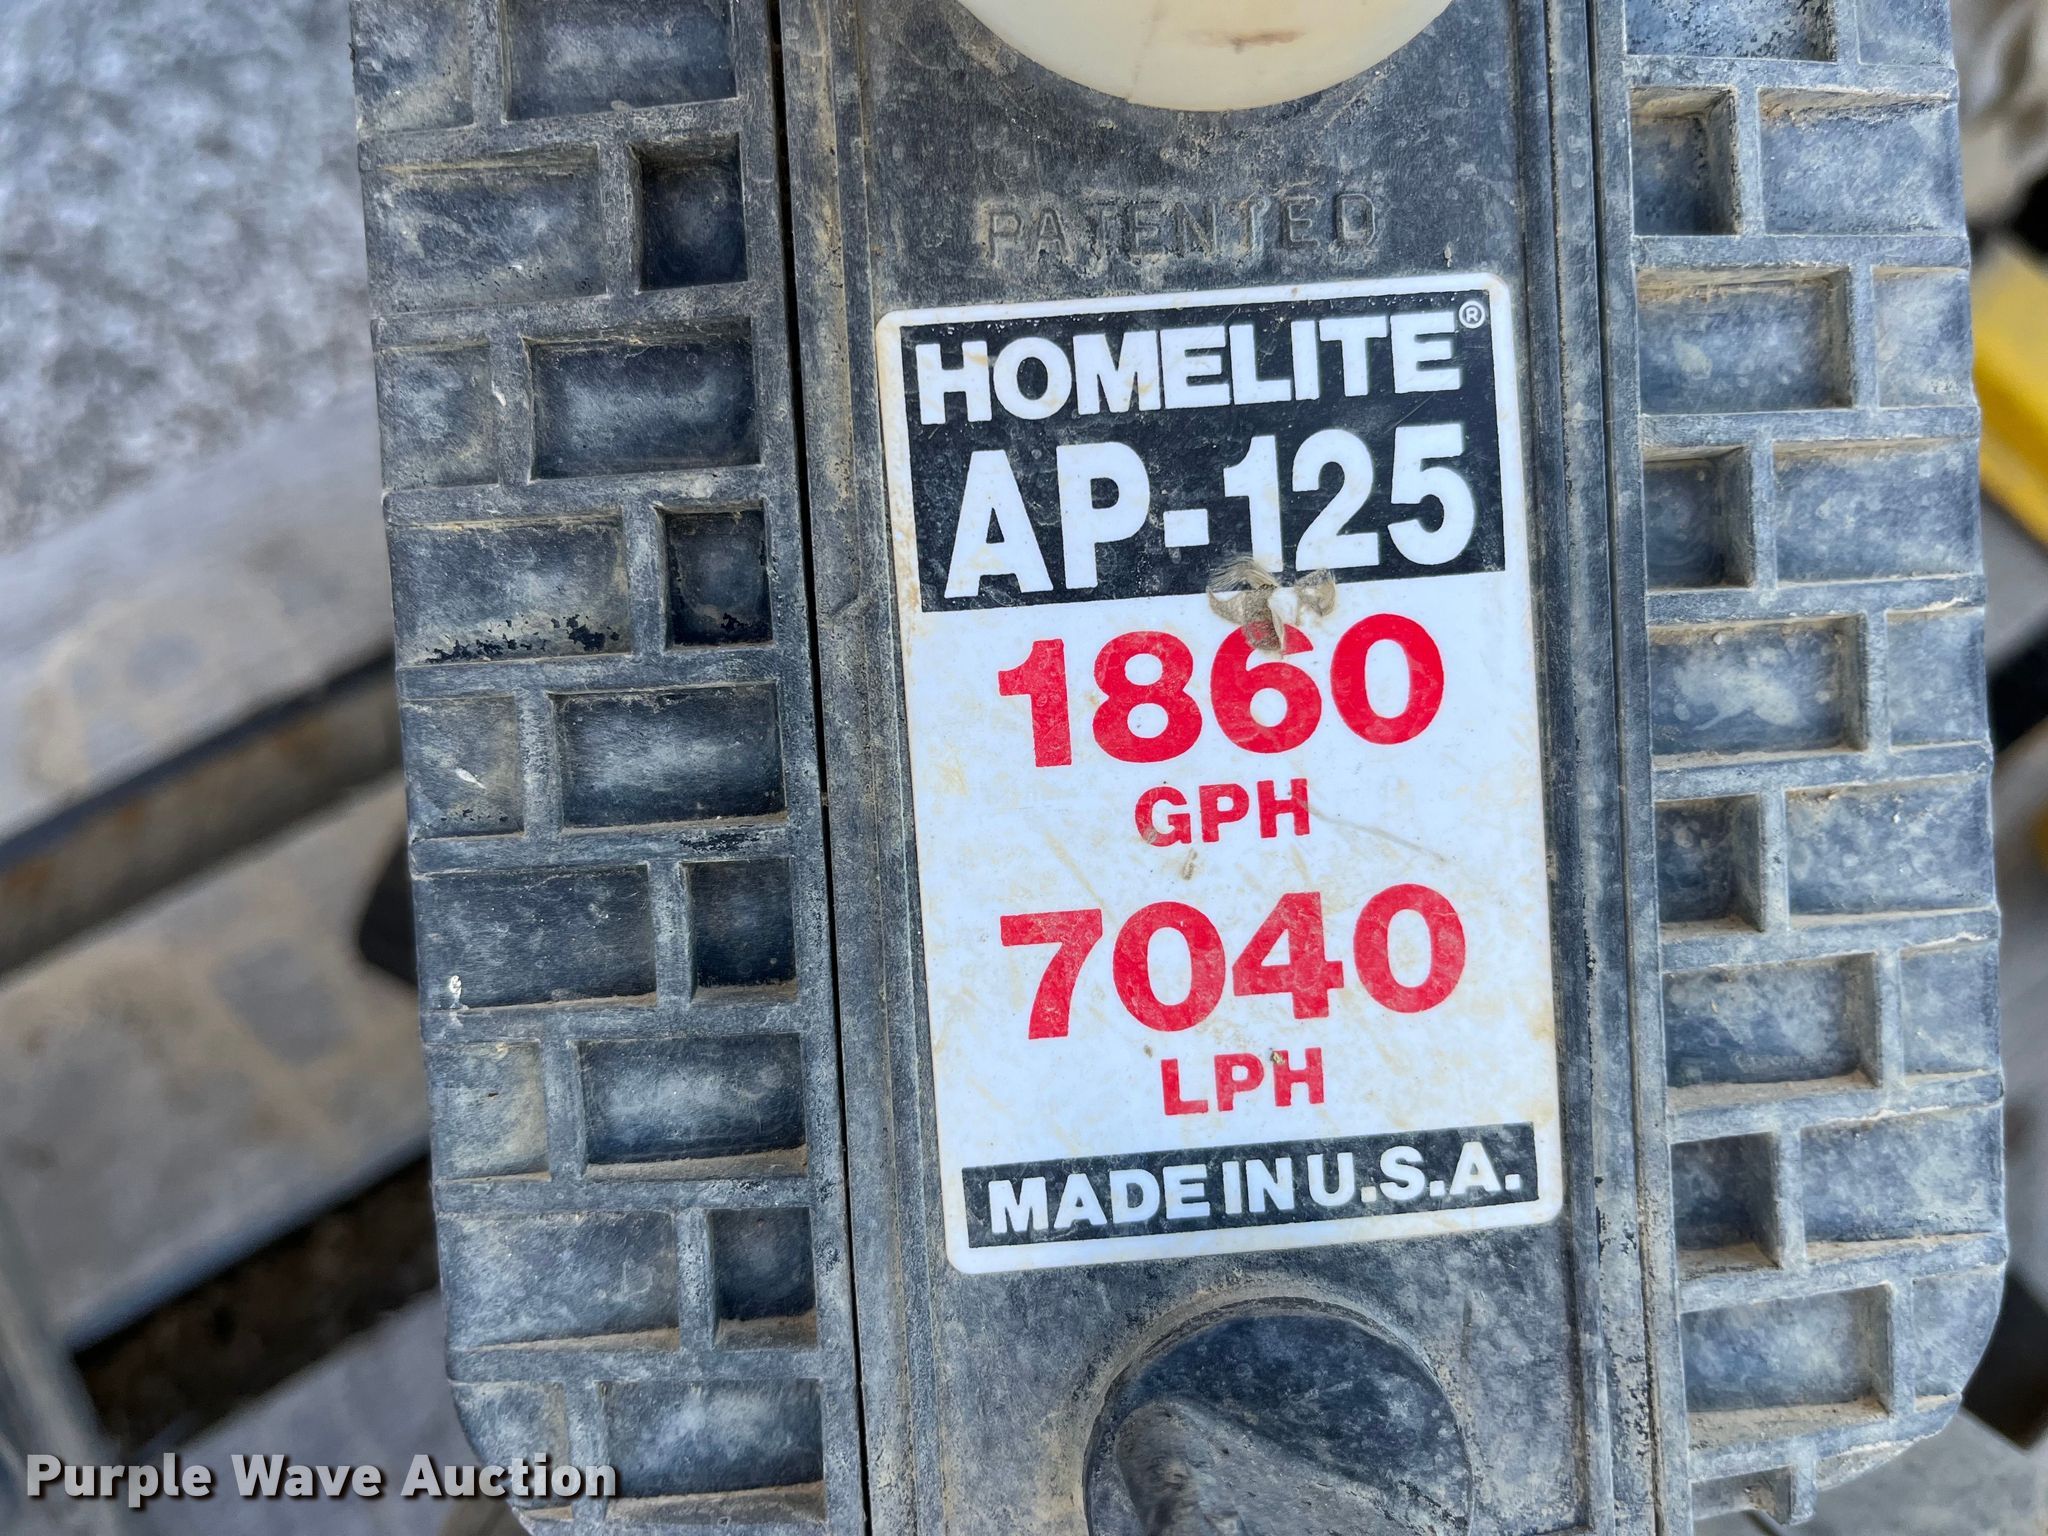 PATENTED
HOMELITE®
AP-125
1860
GPH
7040
LPH
MADE IN U.S.A.
Purple Wave Auction